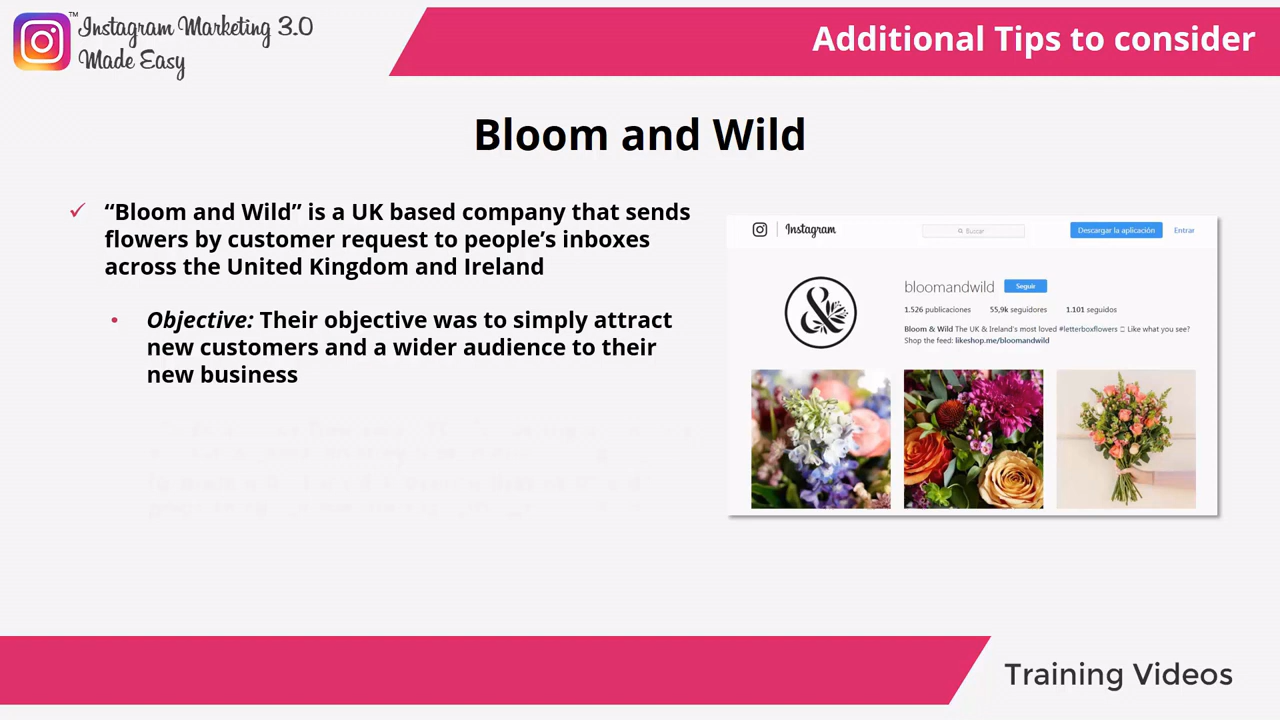 ™ Instagram Marketing 3.0
Made Easy
Additional Tips to consider
Bloom and Wild
“Bloom and Wild” is a UK based company that sends
flowers by customer request to people’s inboxes
across the United Kingdom and Ireland
Objective: Their objective was to simply attract
new customers and a wider audience to their
new business
Instagram
Buscar
Descargar la aplicación
Entrar
bloomandwild
Seguir
1.526 publicaciones 55,9k seguidores 1.101 seguidos
Bloom & Wild The UK & Ireland's most loved #letterboxflowers Like what you see?
Shop the feed: likeshop.me/bloomandwild
Training Videos